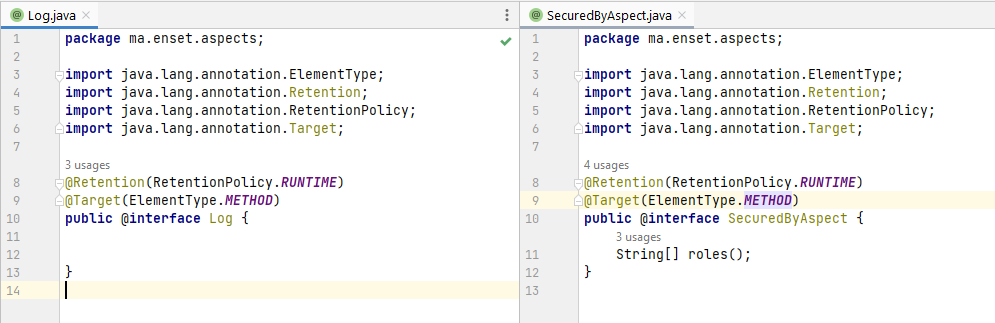 Log.java
1 package ma.enset.aspects;
2
3 import java.lang.annotation.ElementType;
4 import java.lang.annotation.Retention;
5 import java.lang.annotation.RetentionPolicy;
6 import java.lang.annotation.Target;
7
3 usages
8 @Retention(RetentionPolicy.RUNTIME)
9 @Target(ElementType.METHOD)
10 public @interface Log {
11
12
13 }
14
SecuredByAspect.java
1 package ma.enset.aspects;
2
3 import java.lang.annotation.ElementType;
4 import java.lang.annotation.Retention;
5 import java.lang.annotation.RetentionPolicy;
6 import java.lang.annotation.Target;
7
4 usages
8 @Retention(RetentionPolicy.RUNTIME)
9 @Target(ElementType.METHOD)
10 public @interface SecuredByAspect {
3 usages
11 String[] roles();
12 }
13